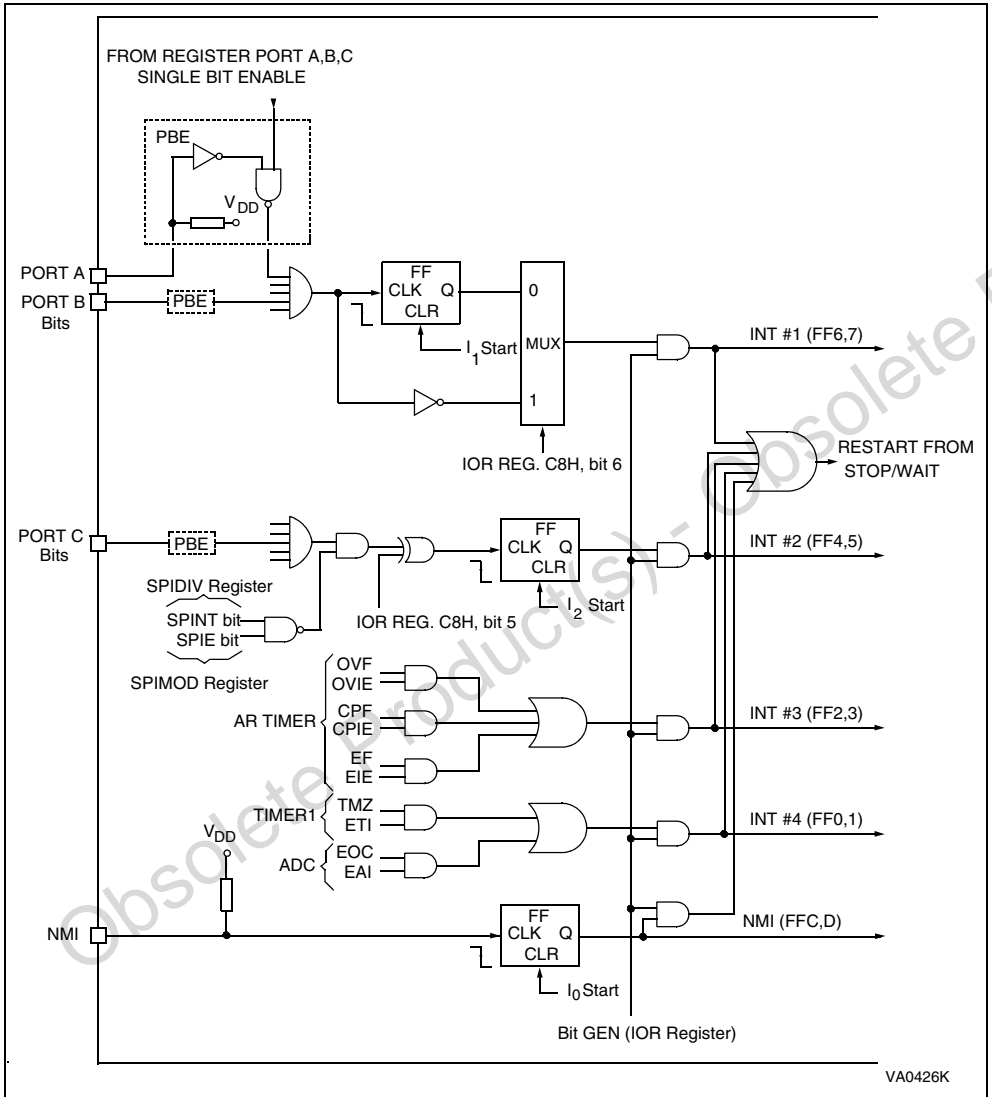 FROM REGISTER PORT A,B,C
SINGLE BIT ENABLE
PBE
VDD
PORT A
PORT B
Bits
PBE
FF
CLK Q
CLR
I1 Start
0
MUX
1
IOR REG. C8H, bit 6
INT #1 (FF6,7)
RESTART FROM
STOP/WAIT
PORT C
Bits
PBE
SPIDIV Register
SPINT bit
SPIE bit
SPIMOD Register
IOR REG. C8H, bit 5
FF
CLK Q
CLR
I2 Start
INT #2 (FF4,5)
AR TIMER
OVF
OVIE
CPF
CPIE
EF
EIE
INT #3 (FF2,3)
TIMER1
TMZ
ETI
ADC
EOC
EAI
INT #4 (FF0,1)
VDD
NMI
FF
CLK Q
CLR
I0 Start
NMI (FFC,D)
Bit GEN (IOR Register)
VA0426K
Obsolete Product(s) - Obsolete P